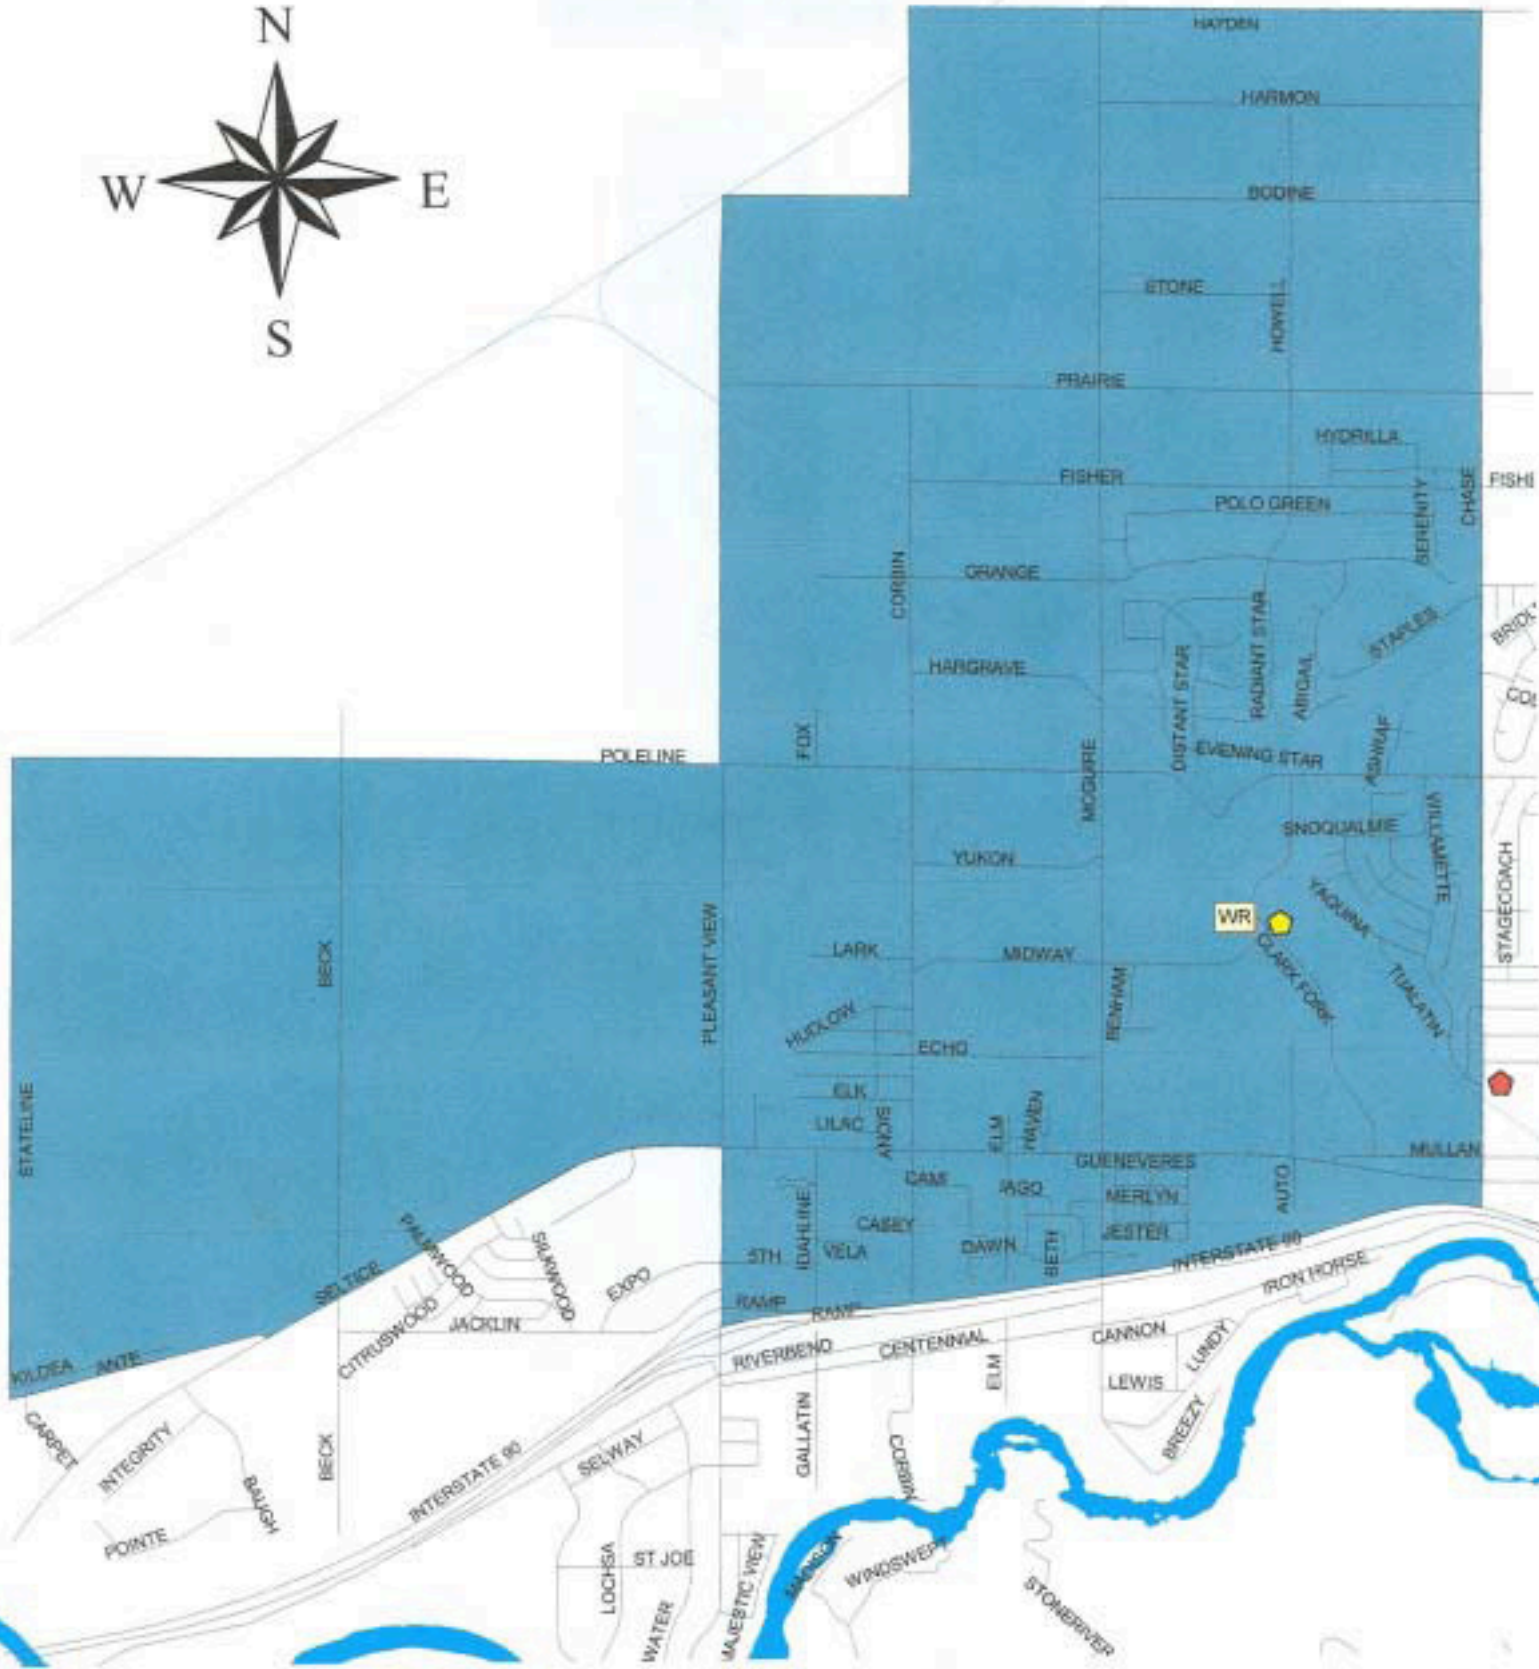 N
W
E
S
HAYDEN
HARMON
BODINE
STONE
HOWELL
PRAIRIE
HYDRILLA
FISHER
POLO GREEN
SERENITY
CHASE
FISHE
CORBIN
GRANGE
HARGRAVE
DISTANT STAR
RADIANT STAR
ABIGAIL
STAPLES
POLELINE
FOX
MCGUIRE
EVENING STAR
YUKON
SNOQUALMIE
WILLAMETTE
STAGECOACH
BECK
PLEASANT VIEW
WR
YAQUINA
LARK
MIDWAY
CLARK FORK
TUALATIN
BENHAM
HUDLOW
ECHO
STATELINE
ELK
LILAC
ELM
HAVEN
MULLAN
GUENEVERES
CAMI
JAGO
MERLYN
AUTO
IDAHLINE
CASEY
JESTER
5TH
VELA
DAWN
BETH
INTERSTATE 90
PALMWOOD
SILKWOOD
SELTICE
EXPO
IRON HORSE
RAMP
RAMP
CITRUSWOOD
JACKLIN
RIVERBEND
CENTENNIAL
CANNON
LUNDY
KILDEA
ANTE
ELM
LEWIS
CARPET
INTEGRITY
BAUGH
BECK
INTERSTATE 90
SELWAY
GALLATIN
CORBIN
BREEZY
POINTE
LOCHSA
ST JOE
WATER
MAJESTIC VIEW
MADISON
WINDSWEPT
STONERIVER